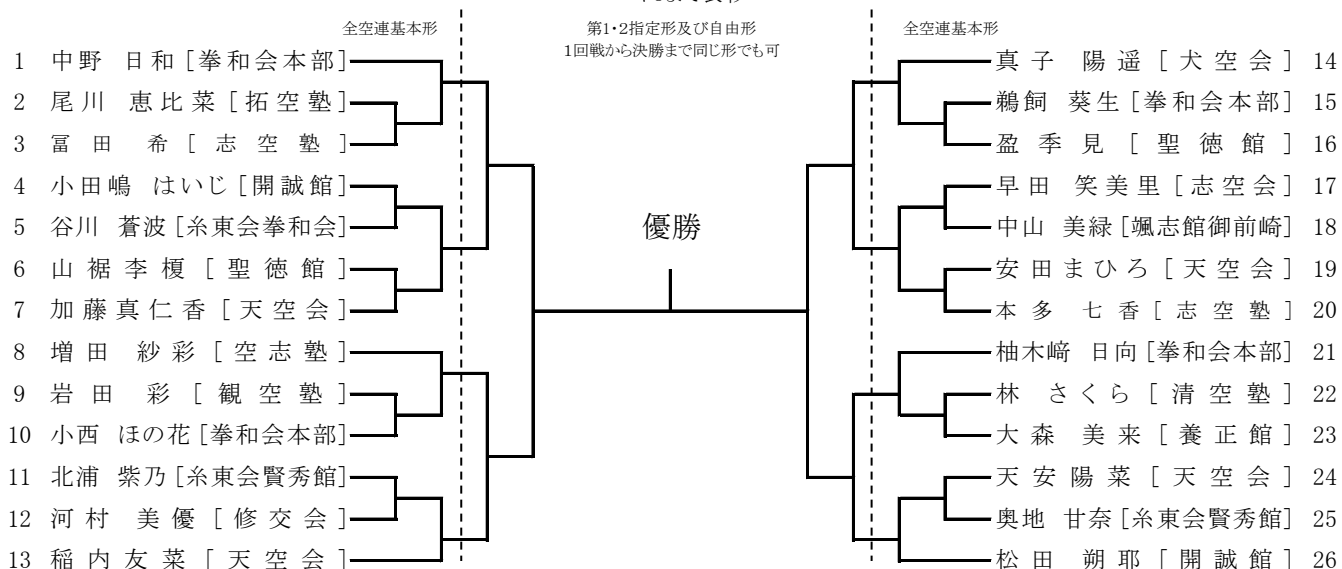 全空連基本形
第1・2指定形及び自由形
1回戦から決勝まで同じ形でも可
全空連基本形
1 中野 日和 [拳和会本部]
2 尾川 恵比菜 [拓空塾]
3 冨田 希 [志空塾]
4 小田嶋 はいじ [開誠館]
5 谷川 蒼波 [糸東会拳和会]
6 山裾李榎 [聖徳館]
7 加藤真仁香 [天空会]
8 増田 紗彩 [空志塾]
9 岩田 彩 [観空塾]
10 小西 ほの花 [拳和会本部]
11 北浦 紫乃 [糸東会賢秀館]
12 河村 美優 [修交会]
13 稲内友菜 [天空会]
優勝
真子 陽遥 [犬空会] 14
鵜飼 葵生 [拳和会本部] 15
盈季見 [聖徳館] 16
早田 笑美里 [志空会] 17
中山 美緑 [颯志館御前崎] 18
安田まひろ [天空会] 19
本多 七香 [志空塾] 20
柚木﨑 日向 [拳和会本部] 21
林 さくら [清空塾] 22
大森 美来 [養正館] 23
天安陽菜 [天空会] 24
奥地 甘奈 [糸東会賢秀館] 25
松田 朔耶 [開誠館] 26